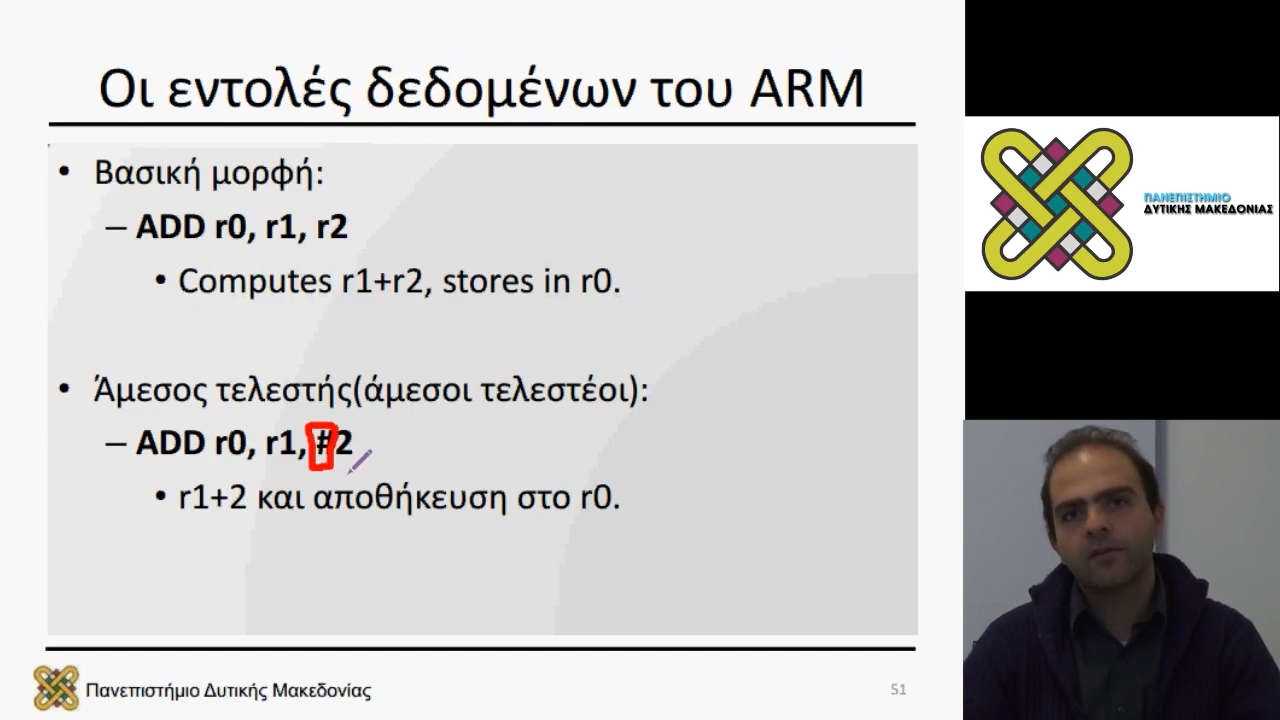 Οι εντολές δεδομένων του ARM
• Βασική μορφή:
– ADD r0, r1, r2
• Computes r1+r2, stores in r0.
• Άμεσος τελεστής(άμεσοι τελεστέοι):
– ADD r0, r1, #2
• r1+2 και αποθήκευση στο r0.
Πανεπιστήμιο Δυτικής Μακεδονίας
51
ΠΑΝΕΠΙΣΤΗΜΙΟ
ΔΥΤΙΚΗΣ ΜΑΚΕΔΟΝΙΑΣ